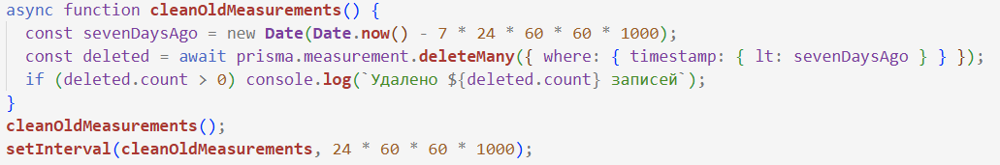 async function cleanOldMeasurements() {
  const sevenDaysAgo = new Date(Date.now() - 7 * 24 * 60 * 60 * 1000);
  const deleted = await prisma.measurement.deleteMany({ where: { timestamp: { lt: sevenDaysAgo } } });
  if (deleted.count > 0) console.log(`Удалено ${deleted.count} записей`);
}
cleanOldMeasurements();
setInterval(cleanOldMeasurements, 24 * 60 * 60 * 1000);